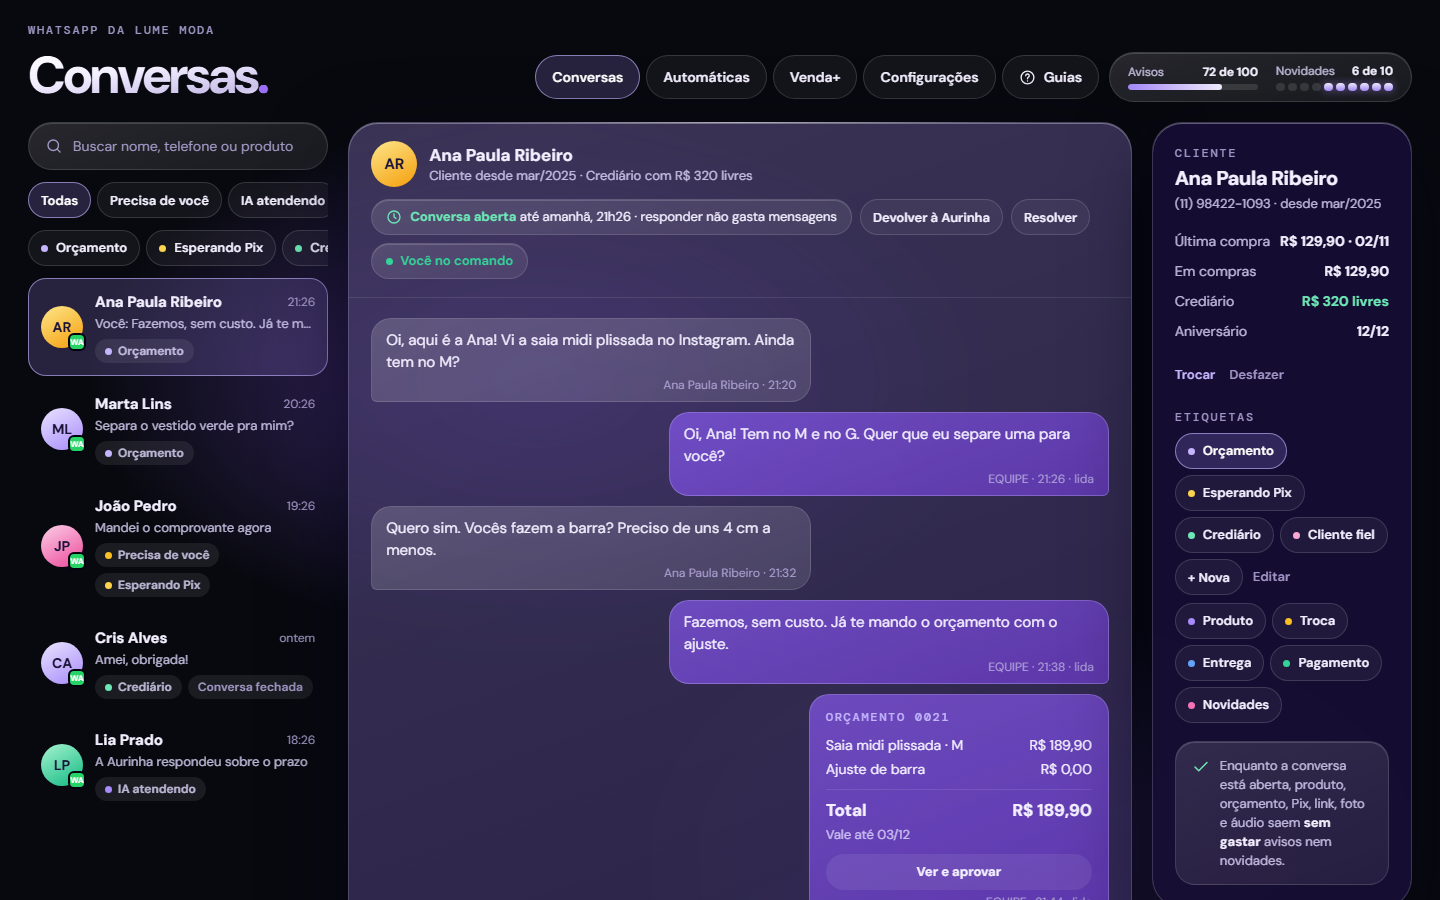 WHATSAPP DA LUME MODA
Conversas.
Conversas
Automáticas
Venda+
Configurações
Guias
Avisos 72 de 100
Novidades 6 de 10
Buscar nome, telefone ou produto
Todas
Precisa de você
IA atendendo
Orçamento
Esperando Pix
AR
WA
Ana Paula Ribeiro 21:26
Você: Fazemos, sem custo. Já te m...
Orçamento
ML
WA
Marta Lins 20:26
Separa o vestido verde pra mim?
Orçamento
JP
WA
João Pedro 19:26
Mandei o comprovante agora
Precisa de você
Esperando Pix
CA
WA
Cris Alves ontem
Amei, obrigada!
Crediário
Conversa fechada
LP
WA
Lia Prado 18:26
A Aurinha respondeu sobre o prazo
IA atendendo
AR
Ana Paula Ribeiro
Cliente desde mar/2025 · Crediário com R$ 320 livres
Conversa aberta até amanhã, 21h26 · responder não gasta mensagens
Devolver à Aurinha
Resolver
Você no comando
Oi, aqui é a Ana! Vi a saia midi plissada no Instagram. Ainda
tem no M?
Ana Paula Ribeiro · 21:20
Oi, Ana! Tem no M e no G. Quer que eu separe uma para
você?
EQUIPE · 21:26 · lida
Quero sim. Vocês fazem a barra? Preciso de uns 4 cm a
menos.
Ana Paula Ribeiro · 21:32
Fazemos, sem custo. Já te mando o orçamento com o
ajuste.
EQUIPE · 21:38 · lida
ORÇAMENTO 0021
Saia midi plissada · M R$ 189,90
Ajuste de barra R$ 0,00
Total R$ 189,90
Vale até 03/12
Ver e aprovar
CLIENTE
Ana Paula Ribeiro
(11) 98422-1093 · desde mar/2025
Última compra R$ 129,90 · 02/11
Em compras R$ 129,90
Crediário R$ 320 livres
Aniversário 12/12
Trocar Desfazer
ETIQUETAS
Orçamento
Esperando Pix
Crediário
Cliente fiel
+ Nova
Editar
Produto
Troca
Entrega
Pagamento
Novidades
Enquanto a conversa
está aberta, produto,
orçamento, Pix, link, foto
e áudio saem sem
gastar avisos nem
novidades.